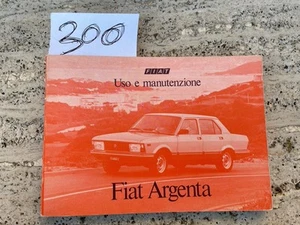 300
FIAT
Uso e manutenzione
Fiat Argenta